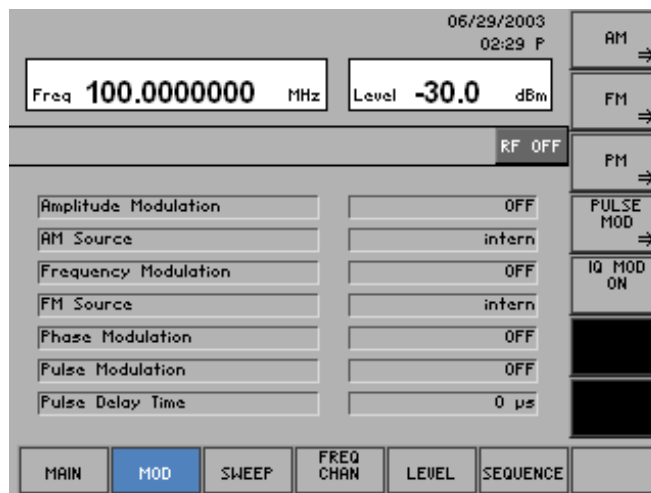 06/29/2003
02:29 P
Freq 100.0000000 MHz
Level -30.0 dBm
RF OFF
Amplitude Modulation OFF
AM Source intern
Frequency Modulation OFF
FM Source intern
Phase Modulation OFF
Pulse Modulation OFF
Pulse Delay Time 0 µs
AM ⇒
FM ⇒
PM ⇒
PULSE
MOD ⇒
IQ MOD
ON
MAIN
MOD
SWEEP
FREQ
CHAN
LEVEL
SEQUENCE